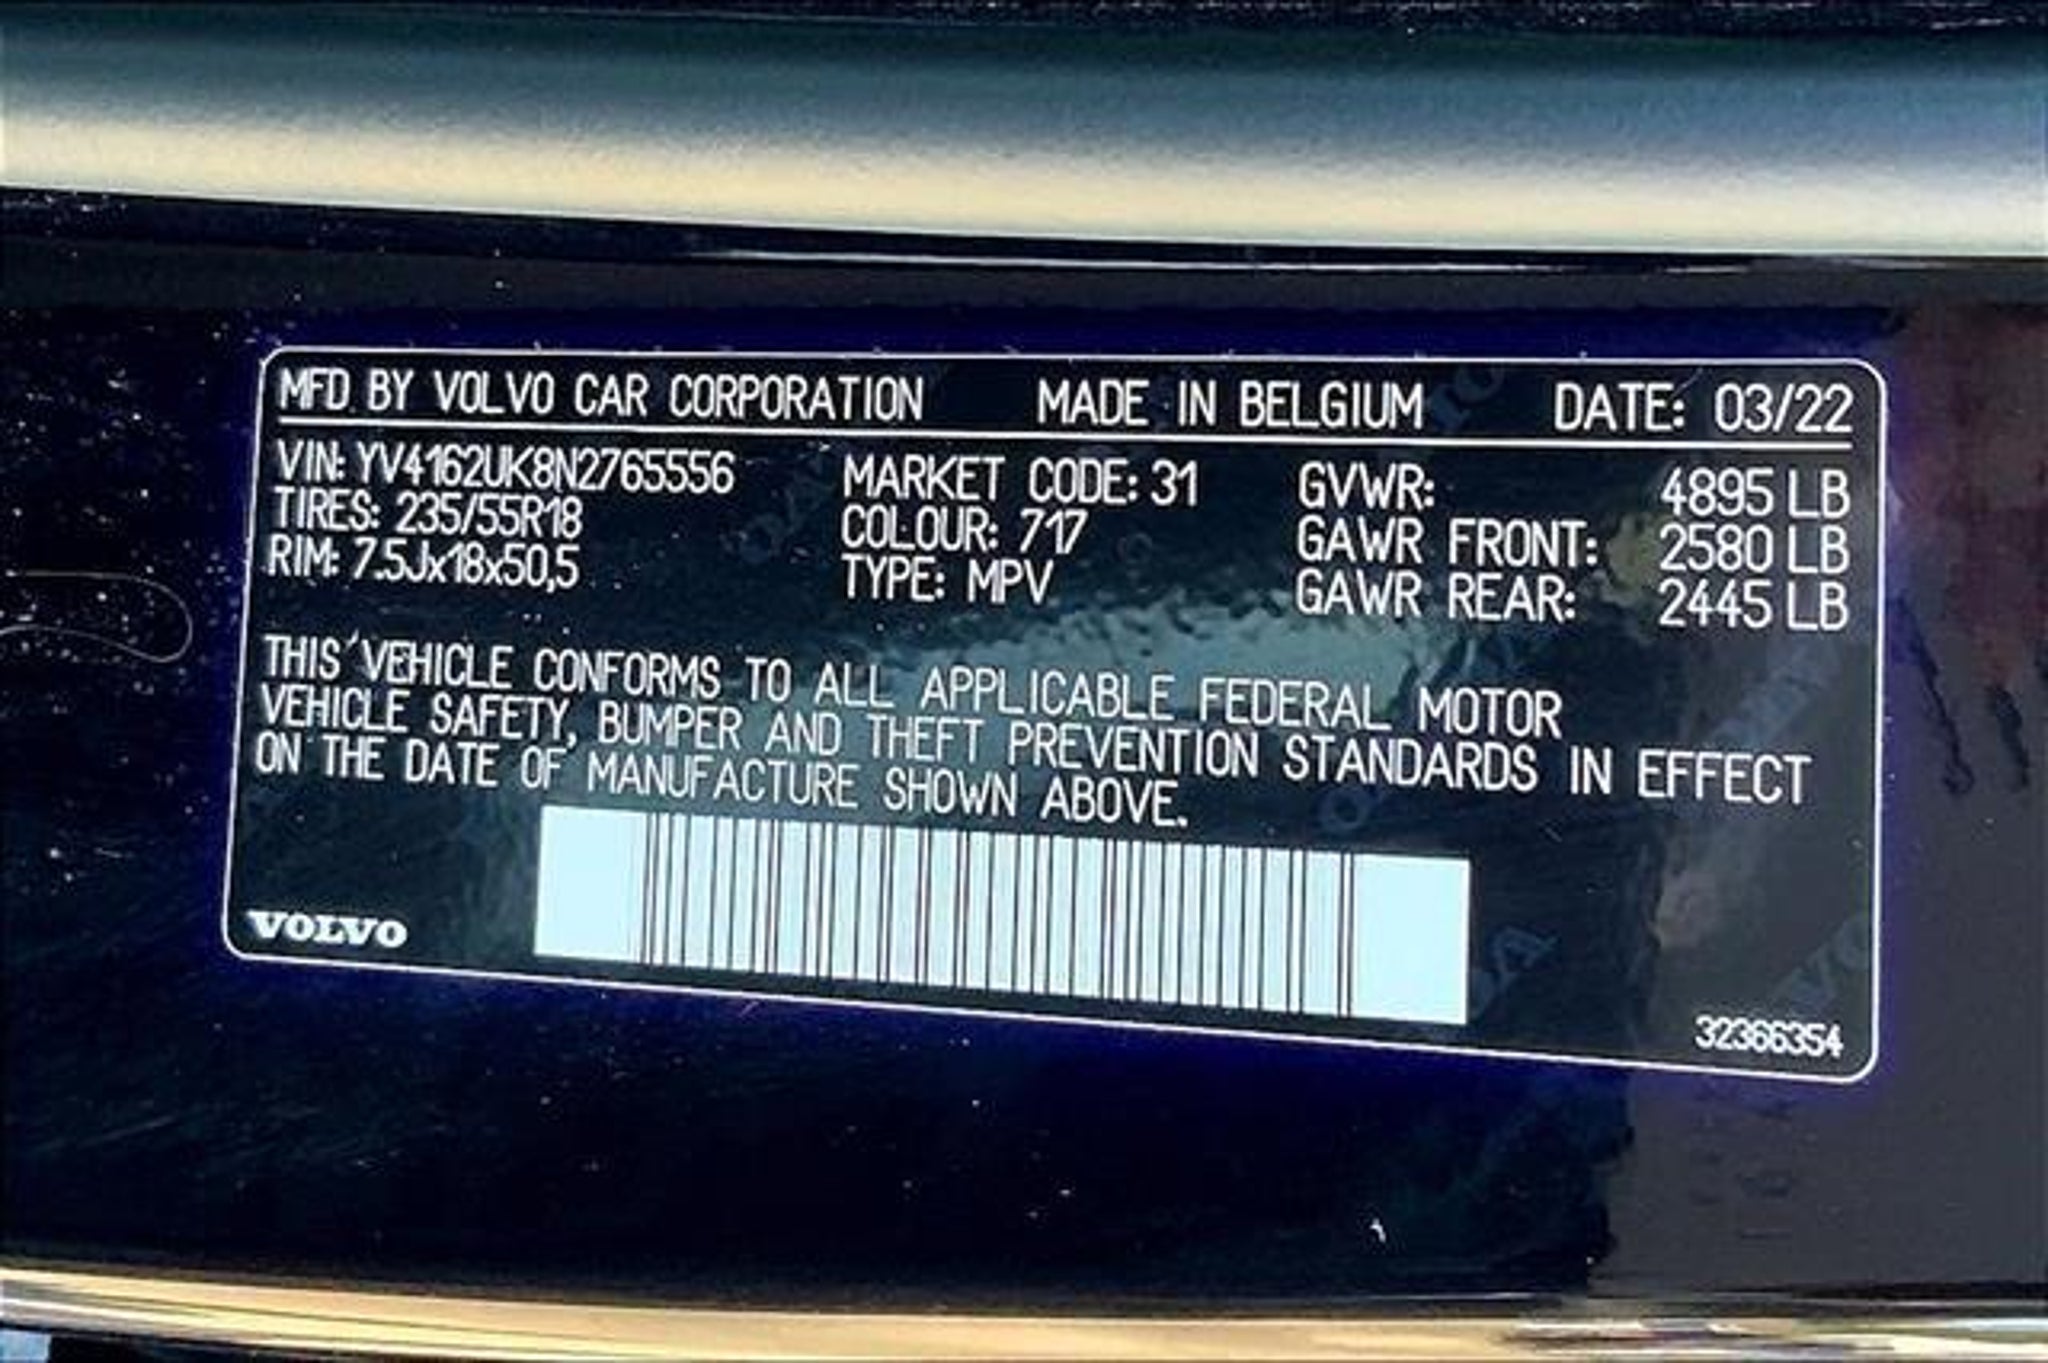 MFD. BY VOLVO CAR CORPORATION MADE IN BELGIUM DATE: 03/22
VIN: YV4162UK8N2765556 MARKET CODE: 31 GVWR: 4895 LB
TIRES: 235/55R18 COLOUR: 717 GAWR FRONT: 2580 LB
RIM: 7.5Jx18x50,5 TYPE: MPV GAWR REAR: 2445 LB
THIS VEHICLE CONFORMS TO ALL APPLICABLE FEDERAL MOTOR
VEHICLE SAFETY, BUMPER AND THEFT PREVENTION STANDARDS IN EFFECT
ON THE DATE OF MANUFACTURE SHOWN ABOVE.
VOLVO
32366354